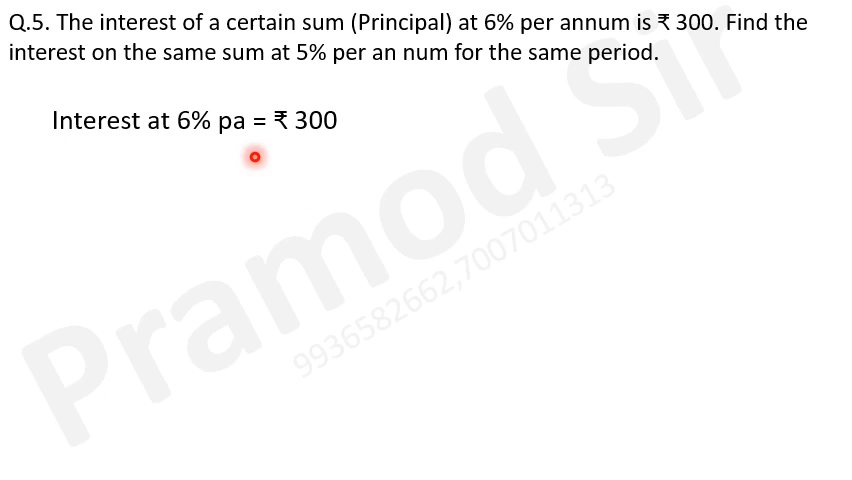 Q.5. The interest of a certain sum (Principal) at 6% per annum is ₹ 300. Find the
interest on the same sum at 5% per an num for the same period.
Interest at 6% pa = ₹ 300
Pramod Sir
9936582662,7007011313